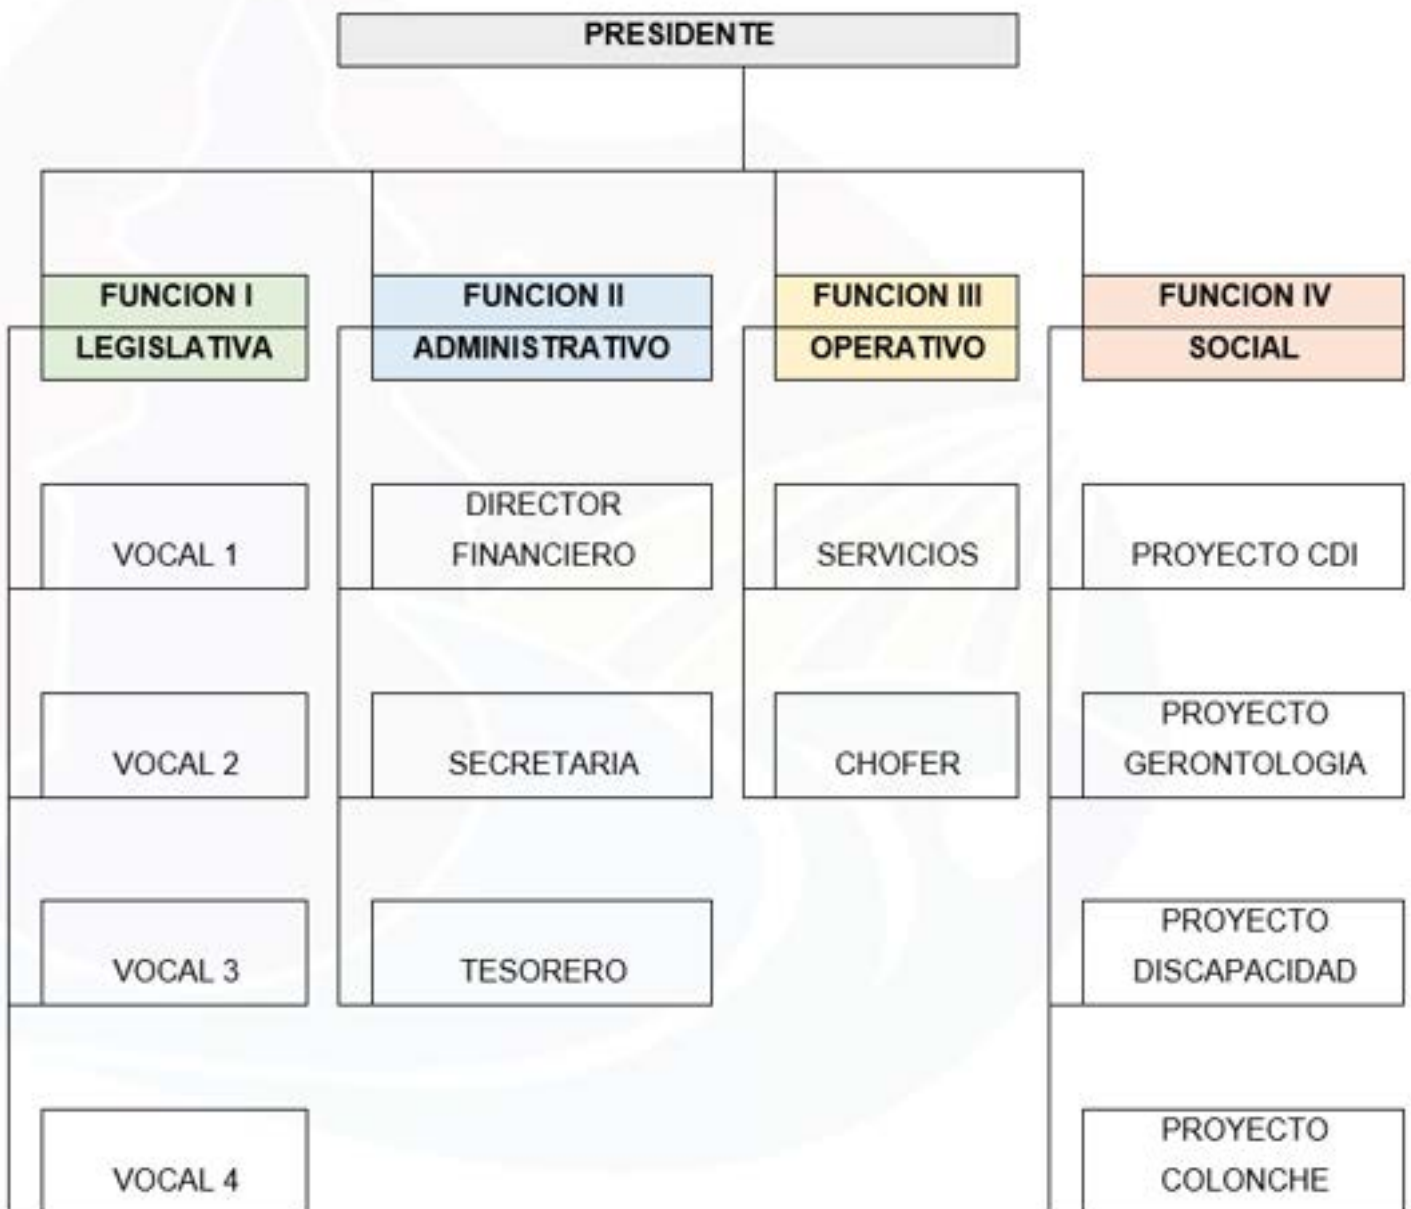 PRESIDENTE
FUNCION I
LEGISLATIVA
FUNCION II
ADMINISTRATIVO
FUNCION III
OPERATIVO
FUNCION IV
SOCIAL
VOCAL 1
DIRECTOR
FINANCIERO
SERVICIOS
PROYECTO CDI
VOCAL 2
SECRETARIA
CHOFER
PROYECTO
GERONTOLOGIA
VOCAL 3
TESORERO
PROYECTO
DISCAPACIDAD
VOCAL 4
PROYECTO
COLONCHE